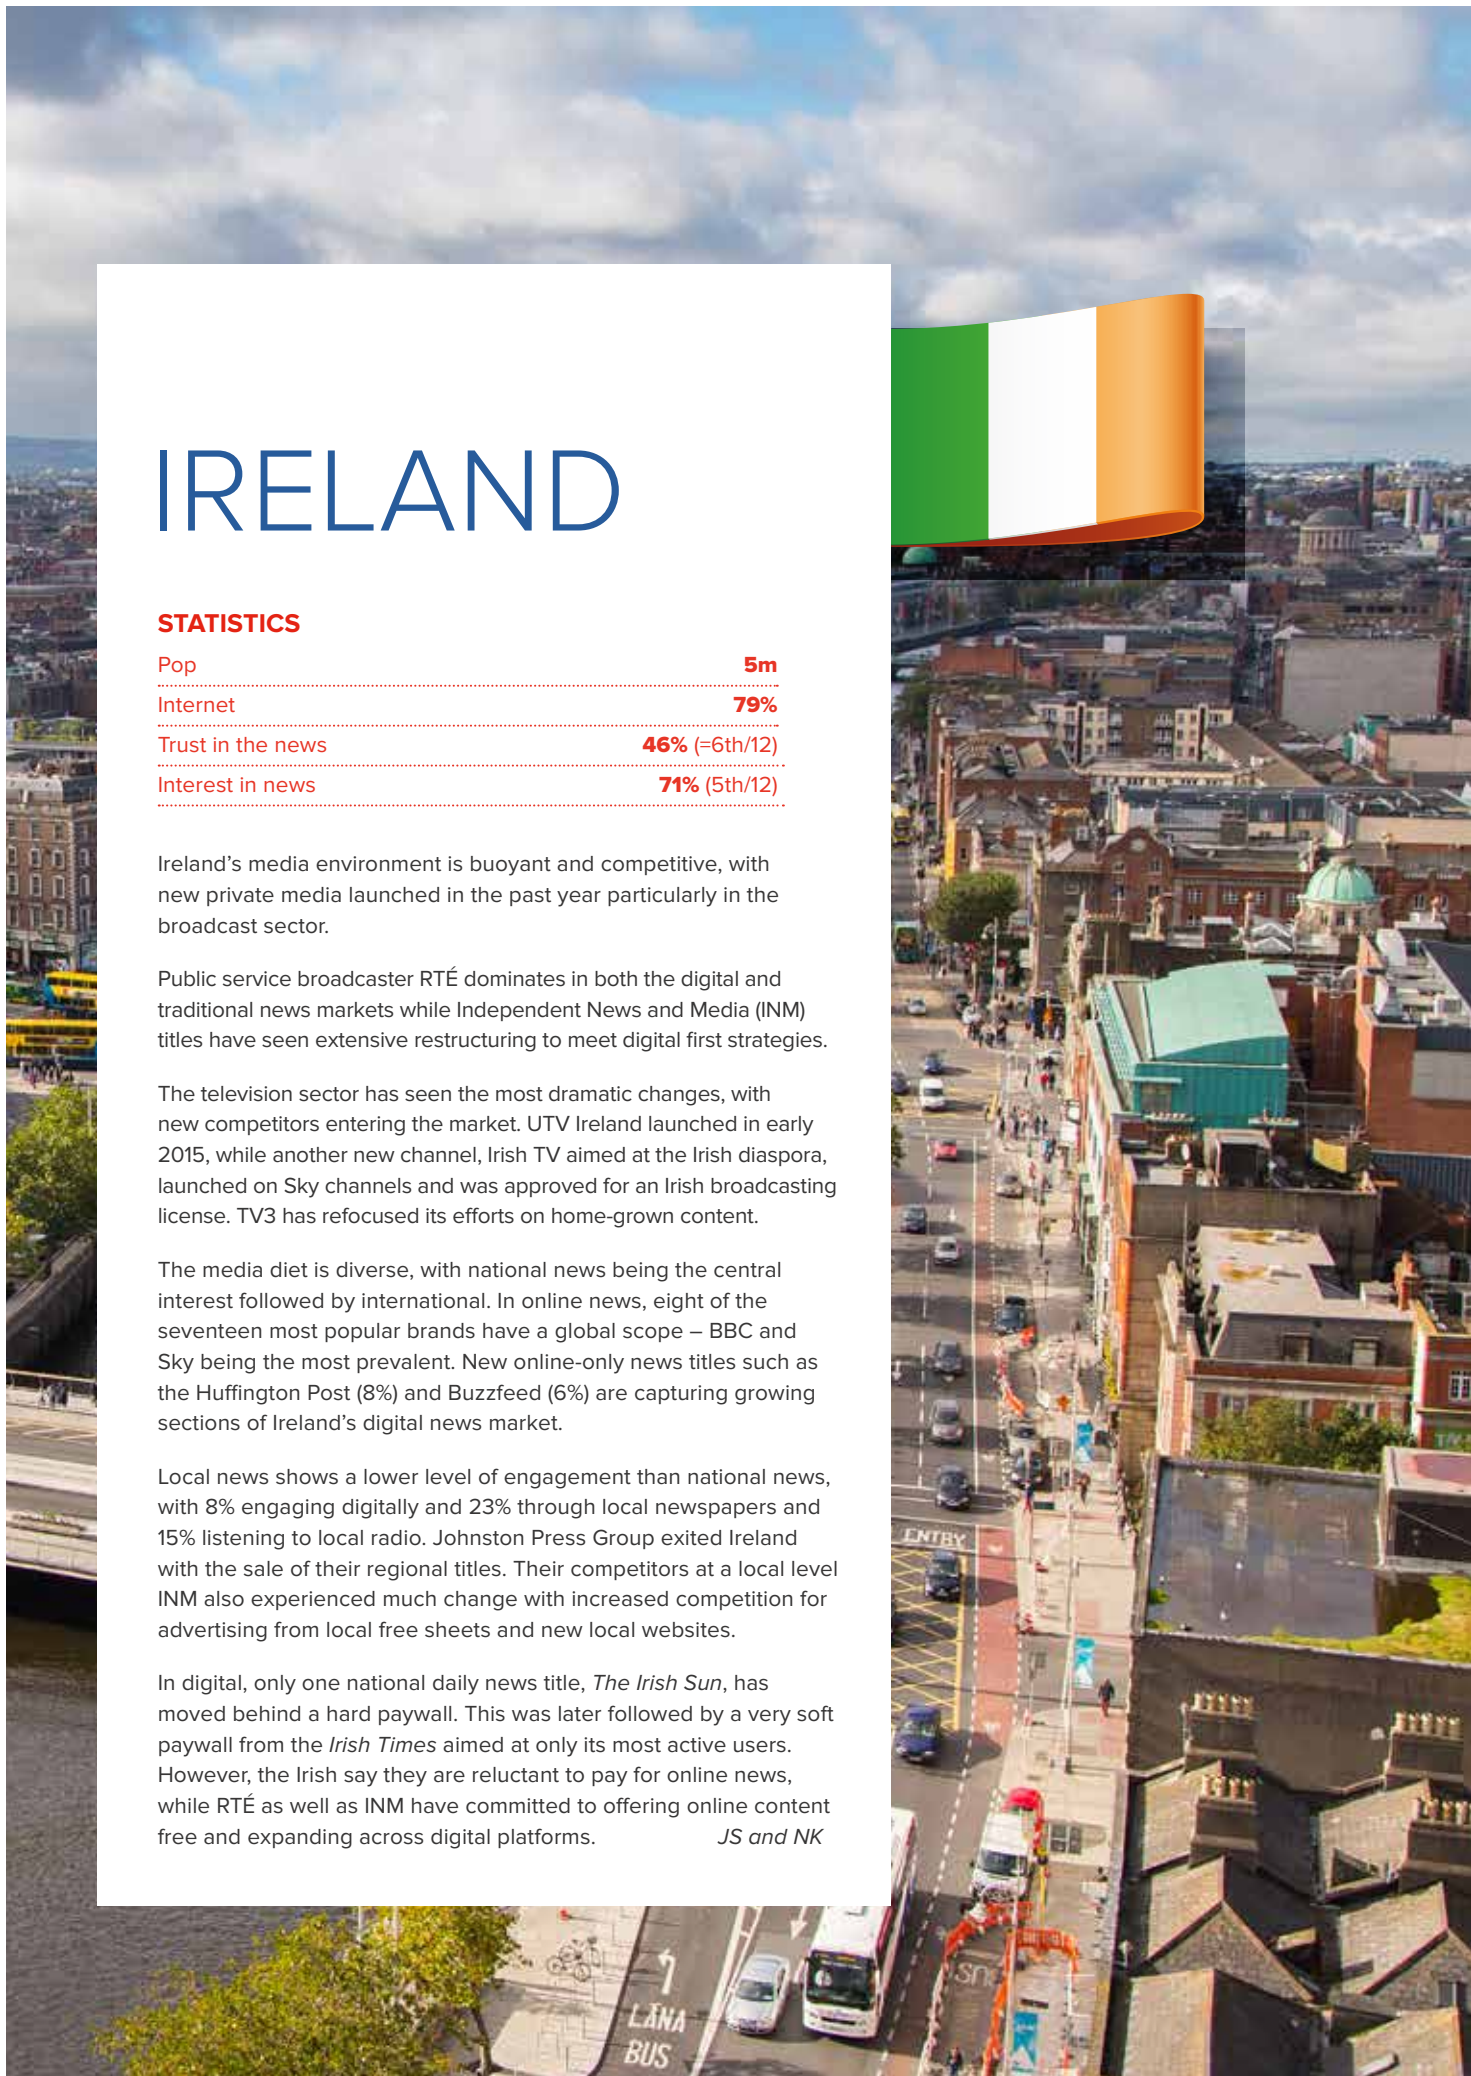 IRELAND
STATISTICS
Pop 5m
Internet 79%
Trust in the news 46% (=6th/12)
Interest in news 71% (5th/12)
Ireland’s media environment is buoyant and competitive, with
new private media launched in the past year particularly in the
broadcast sector.
Public service broadcaster RTÉ dominates in both the digital and
traditional news markets while Independent News and Media (INM)
titles have seen extensive restructuring to meet digital first strategies.
The television sector has seen the most dramatic changes, with
new competitors entering the market. UTV Ireland launched in early
2015, while another new channel, Irish TV aimed at the Irish diaspora,
launched on Sky channels and was approved for an Irish broadcasting
license. TV3 has refocused its efforts on home-grown content.
The media diet is diverse, with national news being the central
interest followed by international. In online news, eight of the
seventeen most popular brands have a global scope – BBC and
Sky being the most prevalent. New online-only news titles such as
the Huffington Post (8%) and Buzzfeed (6%) are capturing growing
sections of Ireland’s digital news market.
Local news shows a lower level of engagement than national news,
with 8% engaging digitally and 23% through local newspapers and
15% listening to local radio. Johnston Press Group exited Ireland
with the sale of their regional titles. Their competitors at a local level
INM also experienced much change with increased competition for
advertising from local free sheets and new local websites.
In digital, only one national daily news title, The Irish Sun, has
moved behind a hard paywall. This was later followed by a very soft
paywall from the Irish Times aimed at only its most active users.
However, the Irish say they are reluctant to pay for online news,
while RTÉ as well as INM have committed to offering online content
free and expanding across digital platforms. JS and NK
ENTRY
LÁNA
BUS